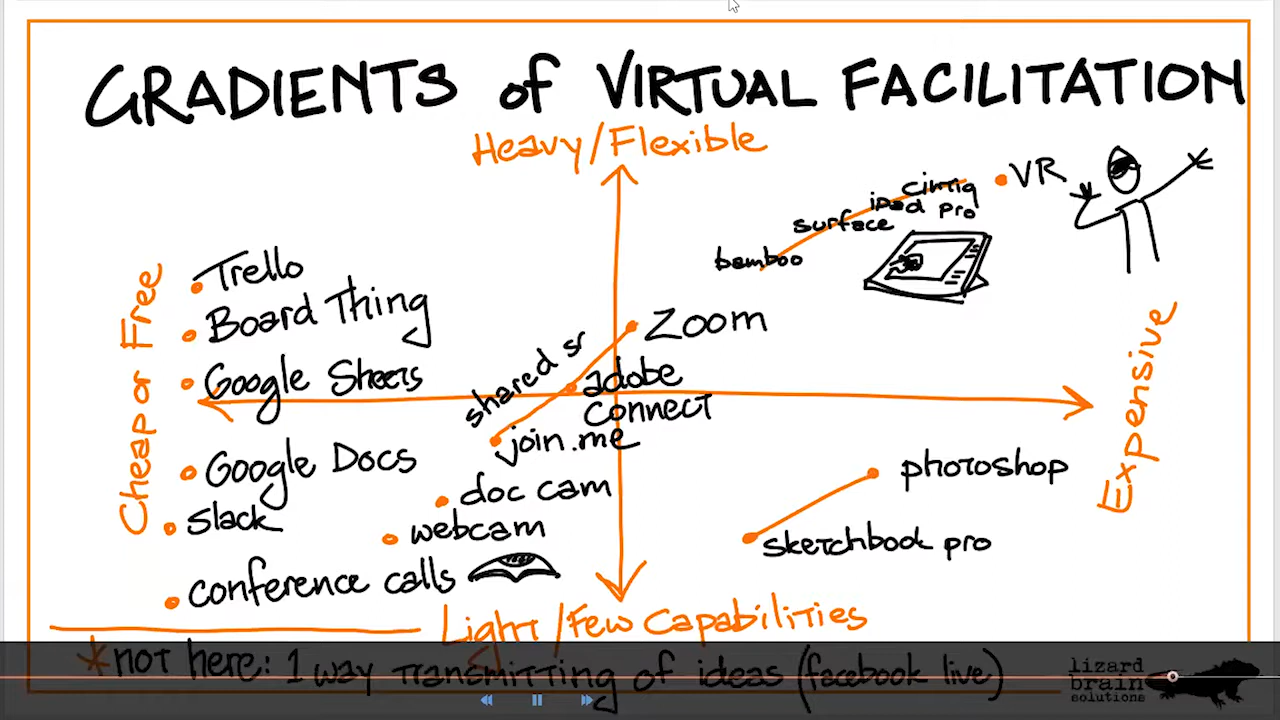 GRADIENTS of VIRTUAL FACILITATION
Heavy/Flexible
VR
cintiq
ipad pro
surface
bamboo
Cheap or Free
Trello
Board Thing
Google Sheets
Google Docs
Slack
conference calls
Zoom
adobe
connect
join.me
doc cam
webcam
Expensive
photoshop
sketchbook pro
Light/Few Capabilities
*not here: 1 way transmitting of ideas (facebook live)
lizard
brain
solutions
shared